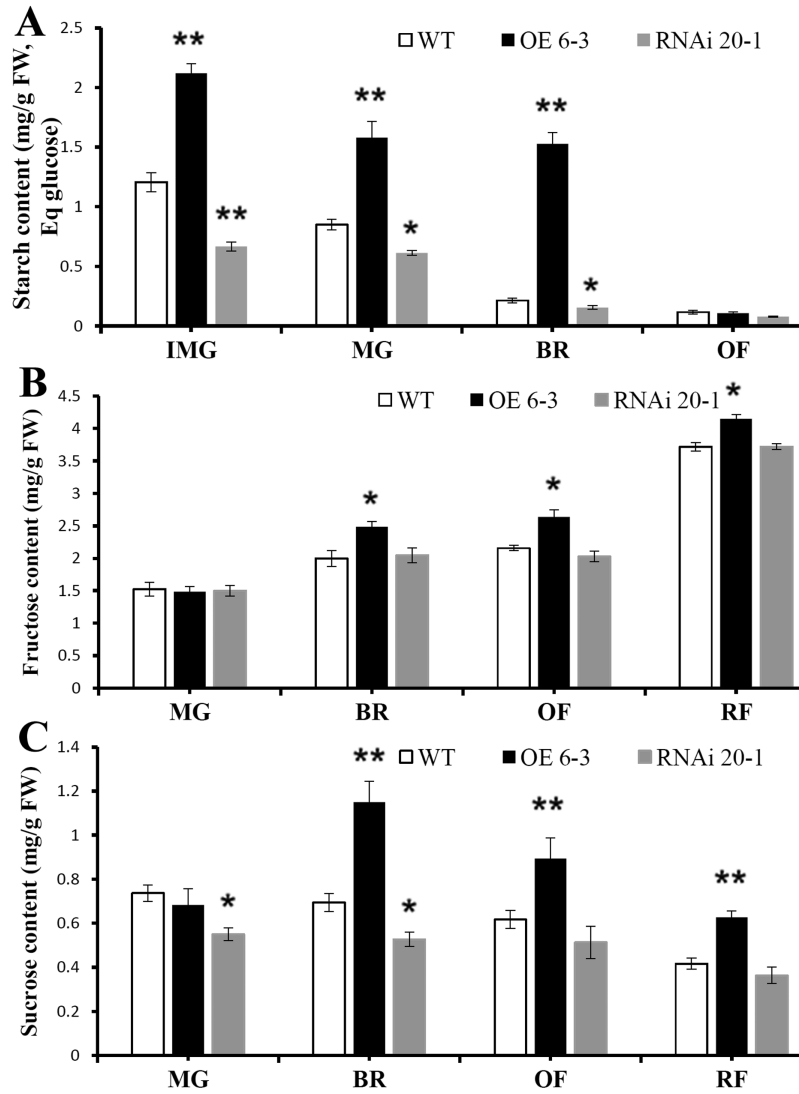 A
Starch content (mg/g FW,
Eq glucose)
2.5
2
1.5
1
0.5
0
WT OE 6-3 RNAi 20-1
** ** **
** * *
IMG MG BR OF
B
Fructose content (mg/g FW)
4.5
4
3.5
3
2.5
2
1.5
1
0.5
0
WT OE 6-3 RNAi 20-1
* * *
MG BR OF RF
C
Sucrose content (mg/g FW)
1.4
1.2
1
0.8
0.6
0.4
0.2
0
WT OE 6-3 RNAi 20-1
** ** **
* *
MG BR OF RF